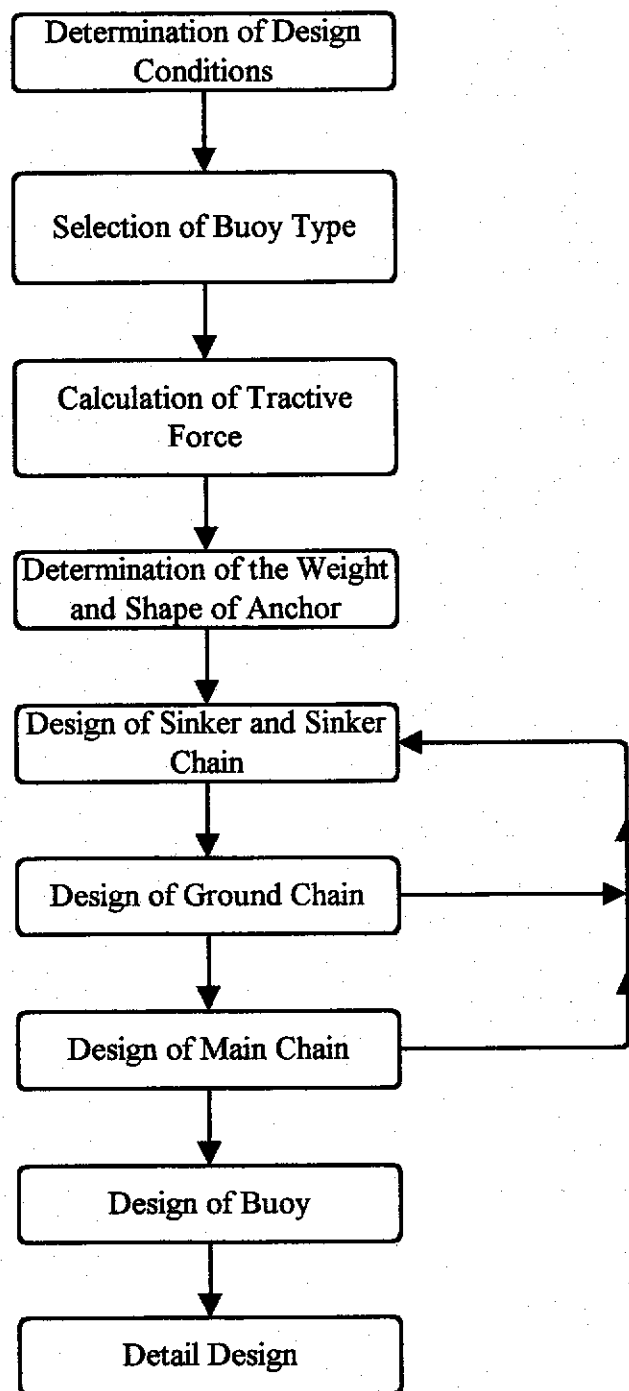 Determination of Design
Conditions
Selection of Buoy Type
Calculation of Tractive
Force
Determination of the Weight
and Shape of Anchor
Design of Sinker and Sinker
Chain
Design of Ground Chain
Design of Main Chain
Design of Buoy
Detail Design